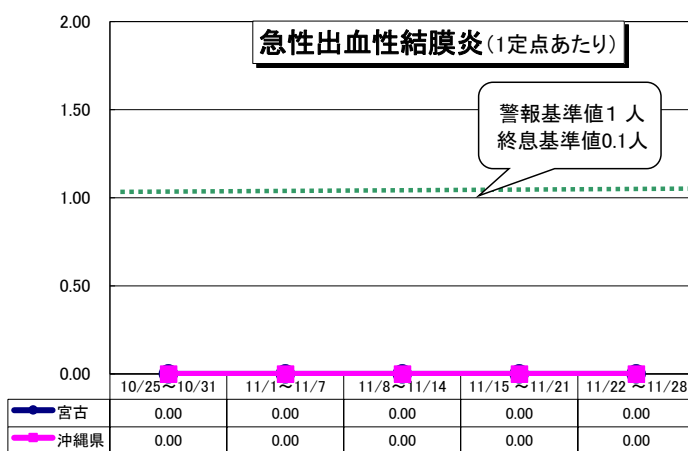 急性出血性結膜炎(1定点あたり)
警報基準値1 人
終息基準値0.1人
2.00
1.50
1.00
0.50
0.00
10/25~10/31 11/1~11/7 11/8~11/14 11/15 ~11/21 11/22 ~11/28
宮古 0.00 0.00 0.00 0.00 0.00
沖縄県 0.00 0.00 0.00 0.00 0.00